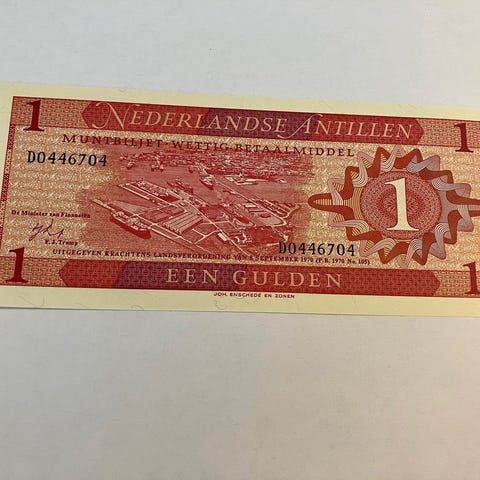 1 NEDERLANDSE ANTILLEN 1
MUNTBILJET-WETTIG BETAALMIDDEL
D0446704
1
De Minister van Financiën
D0446704
UITGEGEVEN KRACHTENS LANDSVERORDENING VAN 8 SEPTEMBER 1970 (P.B. 1970 No. 105)
1 EEN GULDEN 1
JOH. ENSCHEDÉ EN ZONEN